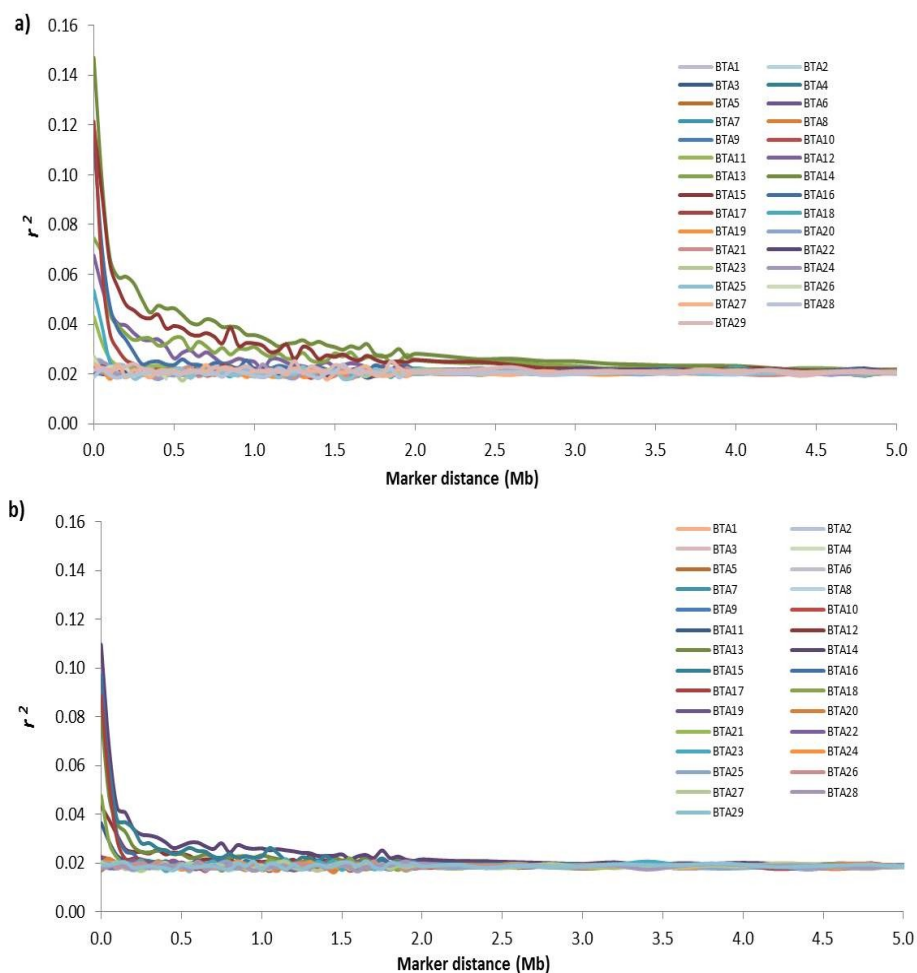 a)
0.16
0.14
0.12
0.10
0.08
0.06
0.04
0.02
0.00
r ²
0.0 0.5 1.0 1.5 2.0 2.5 3.0 3.5 4.0 4.5 5.0
Marker distance (Mb)
BTA1 BTA2
BTA3 BTA4
BTA5 BTA6
BTA7 BTA8
BTA9 BTA10
BTA11 BTA12
BTA13 BTA14
BTA15 BTA16
BTA17 BTA18
BTA19 BTA20
BTA21 BTA22
BTA23 BTA24
BTA25 BTA26
BTA27 BTA28
BTA29
b)
0.16
0.14
0.12
0.10
0.08
0.06
0.04
0.02
0.00
r ²
0.0 0.5 1.0 1.5 2.0 2.5 3.0 3.5 4.0 4.5 5.0
Marker distance (Mb)
BTA1 BTA2
BTA3 BTA4
BTA5 BTA6
BTA7 BTA8
BTA9 BTA10
BTA11 BTA12
BTA13 BTA14
BTA15 BTA16
BTA17 BTA18
BTA19 BTA20
BTA21 BTA22
BTA23 BTA24
BTA25 BTA26
BTA27 BTA28
BTA29